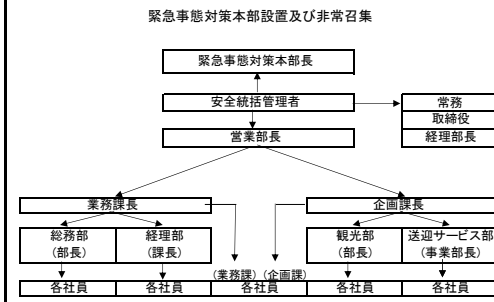 緊急事態対策本部設置及び非常召集
緊急事態対策本部長
安全統括管理者
常務
取締役
経理部長
営業部長
業務課長
企画課長
総務部
(部長)
経理部
(課長)
観光部
(部長)
送迎サービス部
(事業部長)
(業務課)(企画課)
各社員
各社員
各社員
各社員
各社員